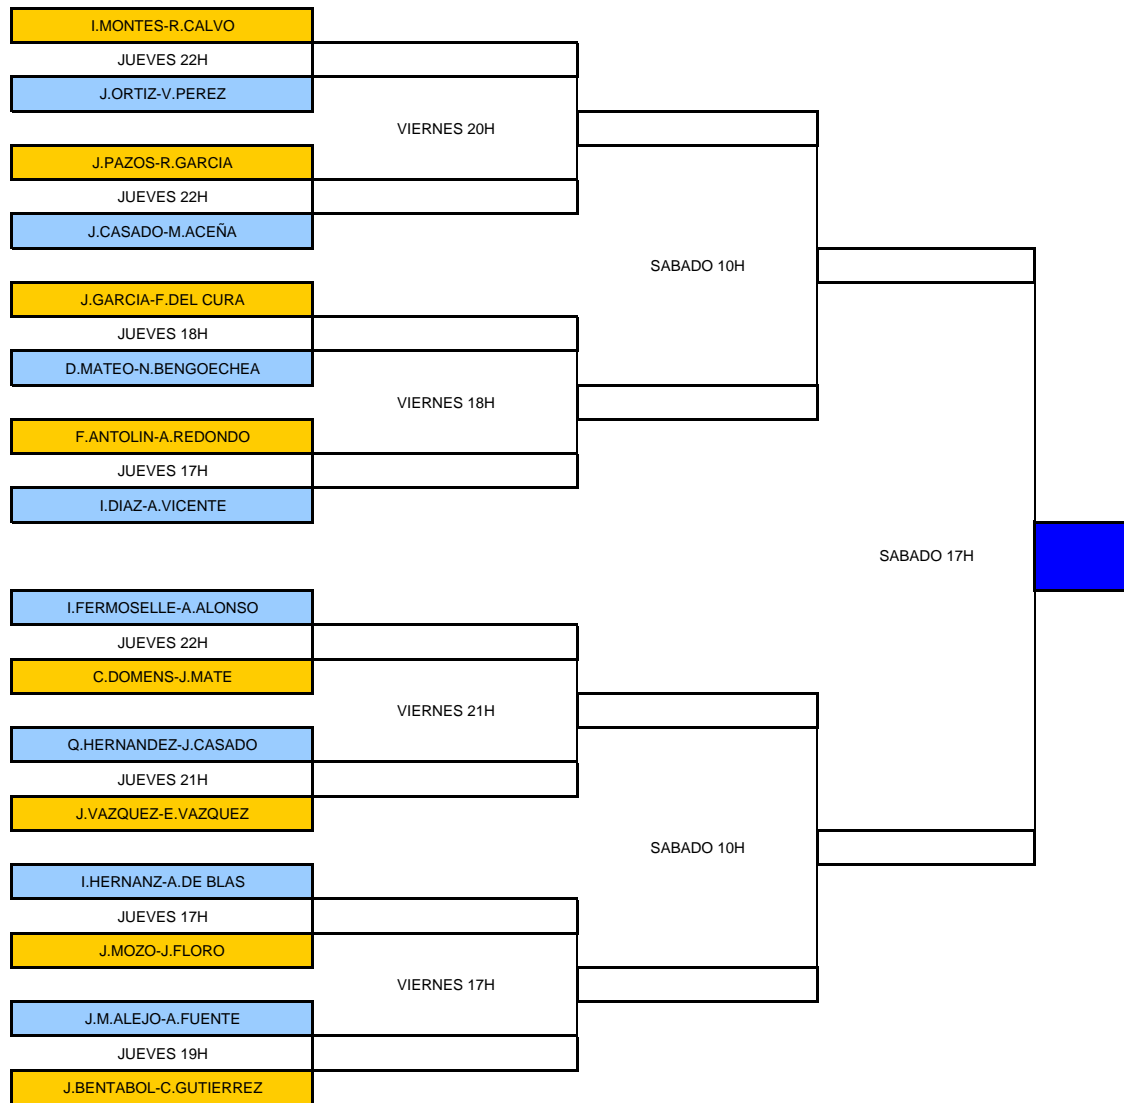 I.MONTES-R.CALVO
JUEVES 22H
J.ORTIZ-V.PEREZ
VIERNES 20H
J.PAZOS-R.GARCIA
JUEVES 22H
J.CASADO-M.ACEÑA
SABADO 10H
J.GARCIA-F.DEL CURA
JUEVES 18H
D.MATEO-N.BENGOECHEA
VIERNES 18H
F.ANTOLIN-A.REDONDO
JUEVES 17H
I.DIAZ-A.VICENTE
SABADO 17H
I.FERMOSELLE-A.ALONSO
JUEVES 22H
C.DOMENS-J.MATE
VIERNES 21H
Q.HERNANDEZ-J.CASADO
JUEVES 21H
J.VAZQUEZ-E.VAZQUEZ
SABADO 10H
I.HERNANZ-A.DE BLAS
JUEVES 17H
J.MOZO-J.FLORO
VIERNES 17H
J.M.ALEJO-A.FUENTE
JUEVES 19H
J.BENTABOL-C.GUTIERREZ